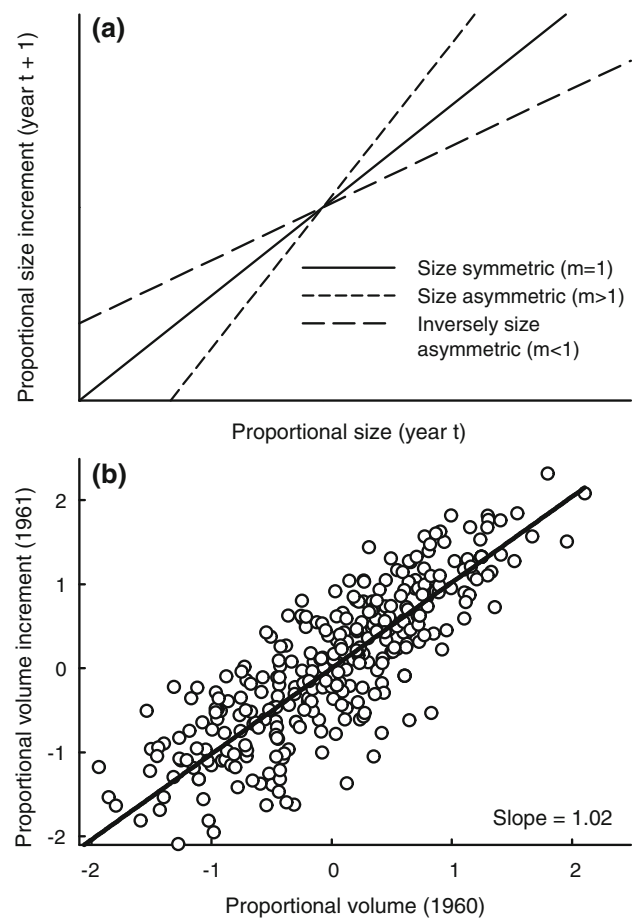 (a)
Proportional size increment (year t + 1)
Size symmetric (m=1)
Size asymmetric (m>1)
Inversely size
asymmetric (m<1)
Proportional size (year t)
(b)
Proportional volume increment (1961)
2
1
0
-1
-2
Slope = 1.02
-2
-1
0
1
2
Proportional volume (1960)